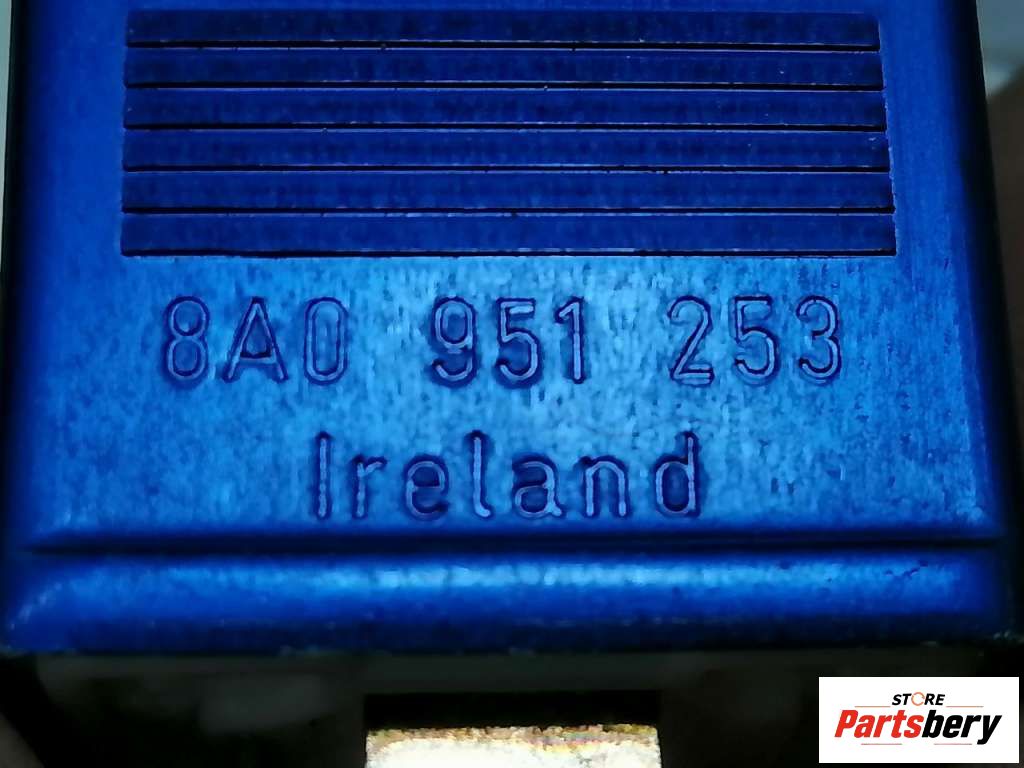 8A0 951 253
Ireland
STORE
Partsbery